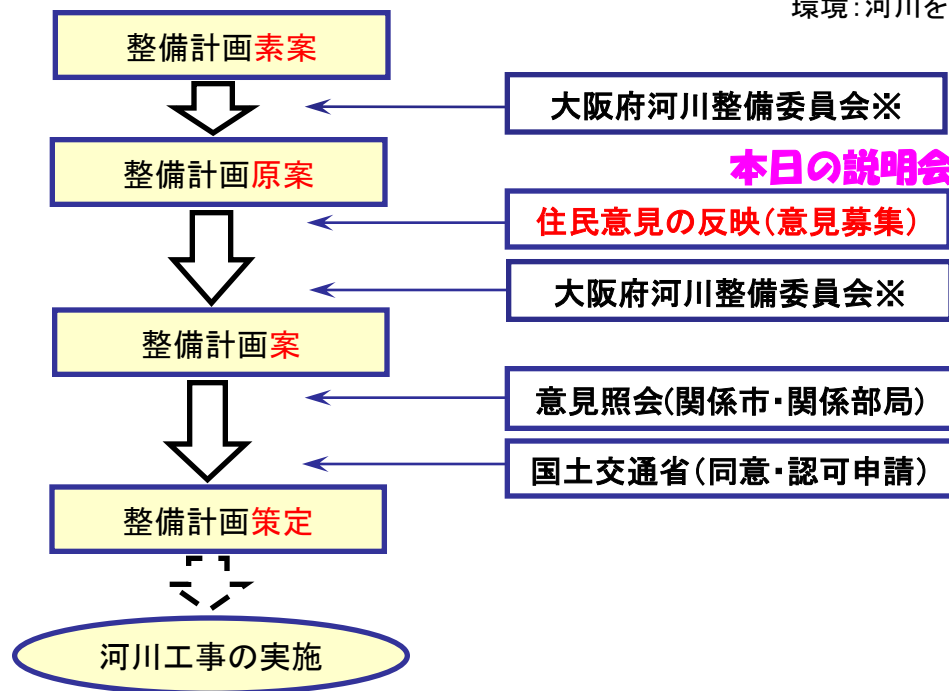 環境：河川を
整備計画素案
大阪府河川整備委員会※
整備計画原案
本日の説明会
住民意見の反映（意見募集）
大阪府河川整備委員会※
整備計画案
意見照会(関係市・関係部局）
国土交通省（同意・認可申請）
整備計画策定
河川工事の実施